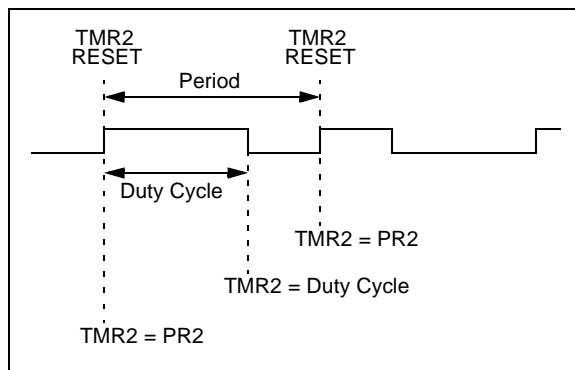 TMR2
RESET
TMR2
RESET
Period
Duty Cycle
TMR2 = PR2
TMR2 = Duty Cycle
TMR2 = PR2